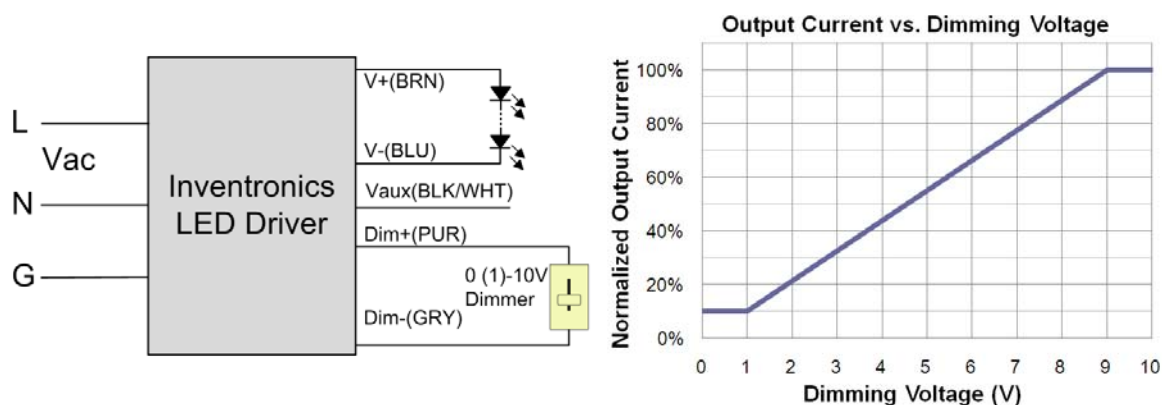 L
Vac
N
G
Inventronics
LED Driver
V+(BRN)
V-(BLU)
Vaux(BLK/WHT)
Dim+(PUR)
0 (1)-10V
Dimmer
Dim-(GRY)
Output Current vs. Dimming Voltage
Normalized Output Current
100%
80%
60%
40%
20%
0%
0 1 2 3 4 5 6 7 8 9 10
Dimming Voltage (V)